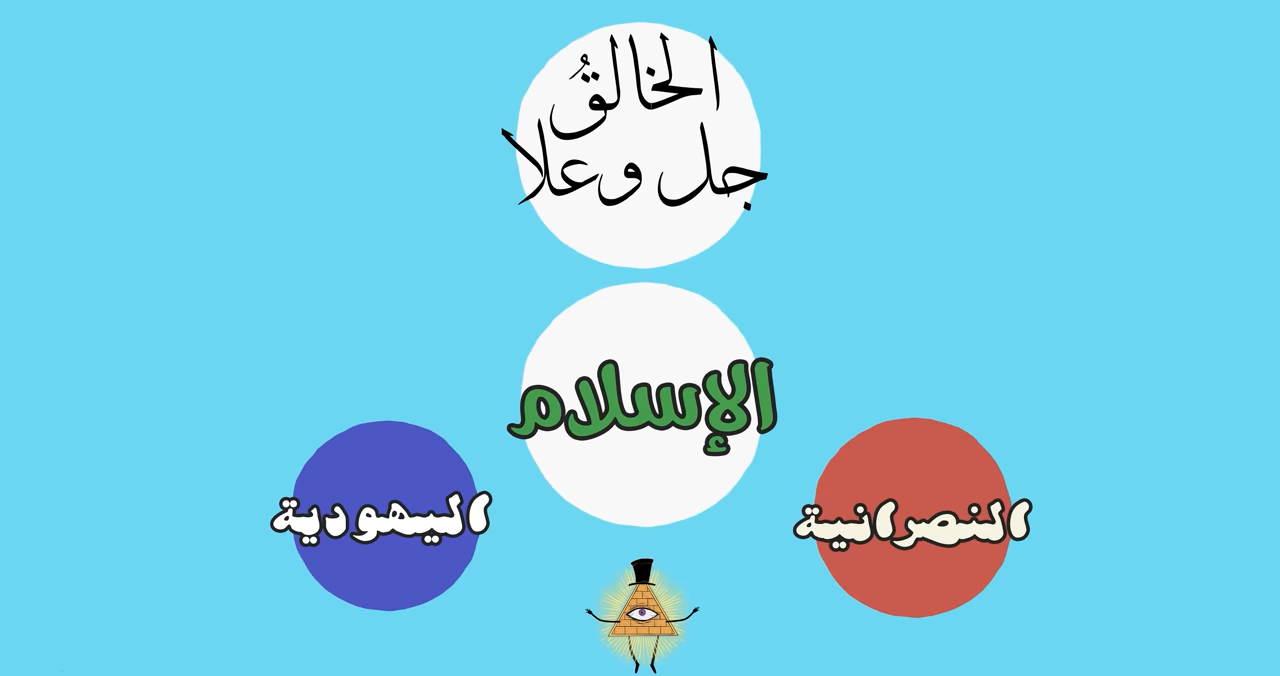 الخالقُ
جل وعلا
الإسلام
النصرانية
اليهودية